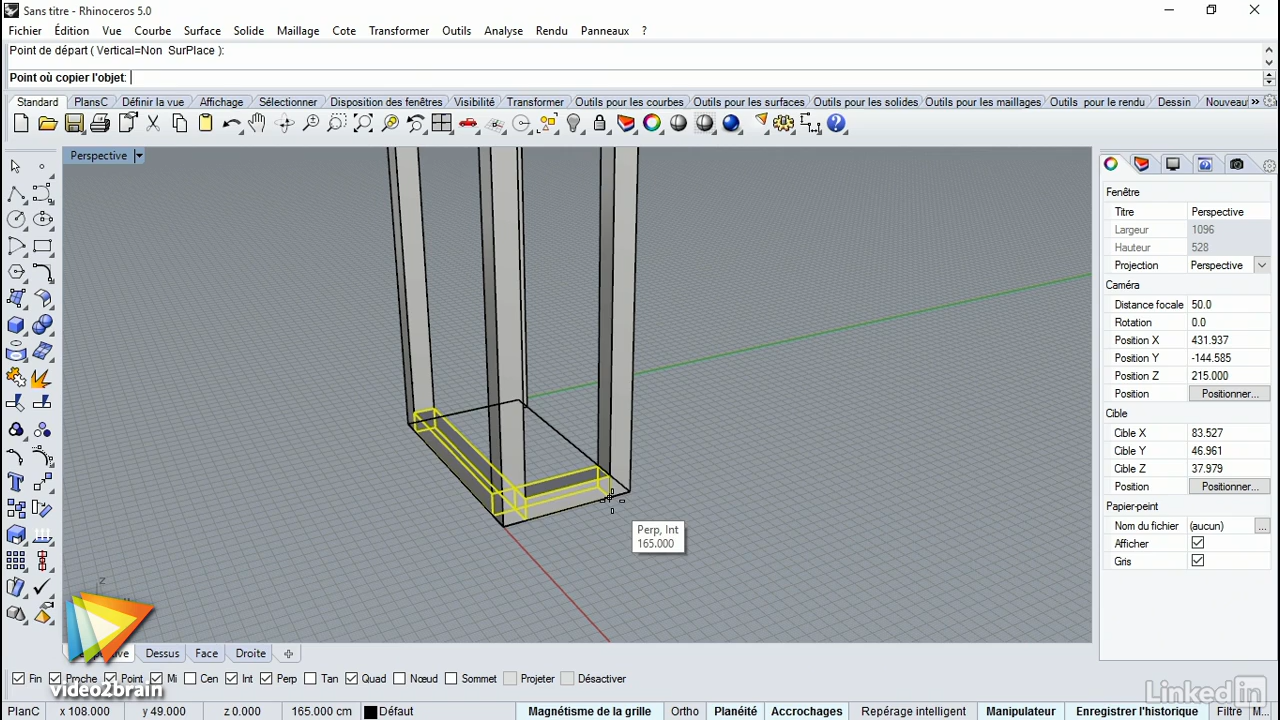 Sans titre - Rhinoceros 5.0
Fichier Édition Vue Courbe Surface Solide Maillage Cote Transformer Outils Analyse Rendu Panneaux ?
Point de départ ( Vertical=Non SurPlace ):
Point où copier l'objet:
Standard PlansC Définir la vue Affichage Sélectionner Disposition des fenêtres Visibilité Transformer Outils pour les courbes Outils pour les surfaces Outils pour les solides Outils pour les maillages Outils pour le rendu Dessin Nouveau »
Perspective
Fenêtre
Titre Perspective
Largeur 1096
Hauteur 528
Projection Perspective
Caméra
Distance focale 50.0
Rotation 0.0
Position X 431.937
Position Y -144.585
Position Z 215.000
Position Positionner...
Cible
Cible X 83.527
Cible Y 46.961
Cible Z 37.979
Position Positionner...
Papier-peint
Nom du fichier (aucun) ...
Afficher
Gris
Perp, Int
165.000
z
Dessus Face Droite
Fin Proche Point Mi Cen Int Perp Tan Quad Nœud Sommet Projeter Désactiver
video2brain
LinkedIn
PlanC x 108.000 y 49.000 z 0.000 165.000 cm Défaut Magnétisme de la grille Ortho Planéité Accrochages Repérage intelligent Manipulateur Enregistrer l'historique Filtre M...